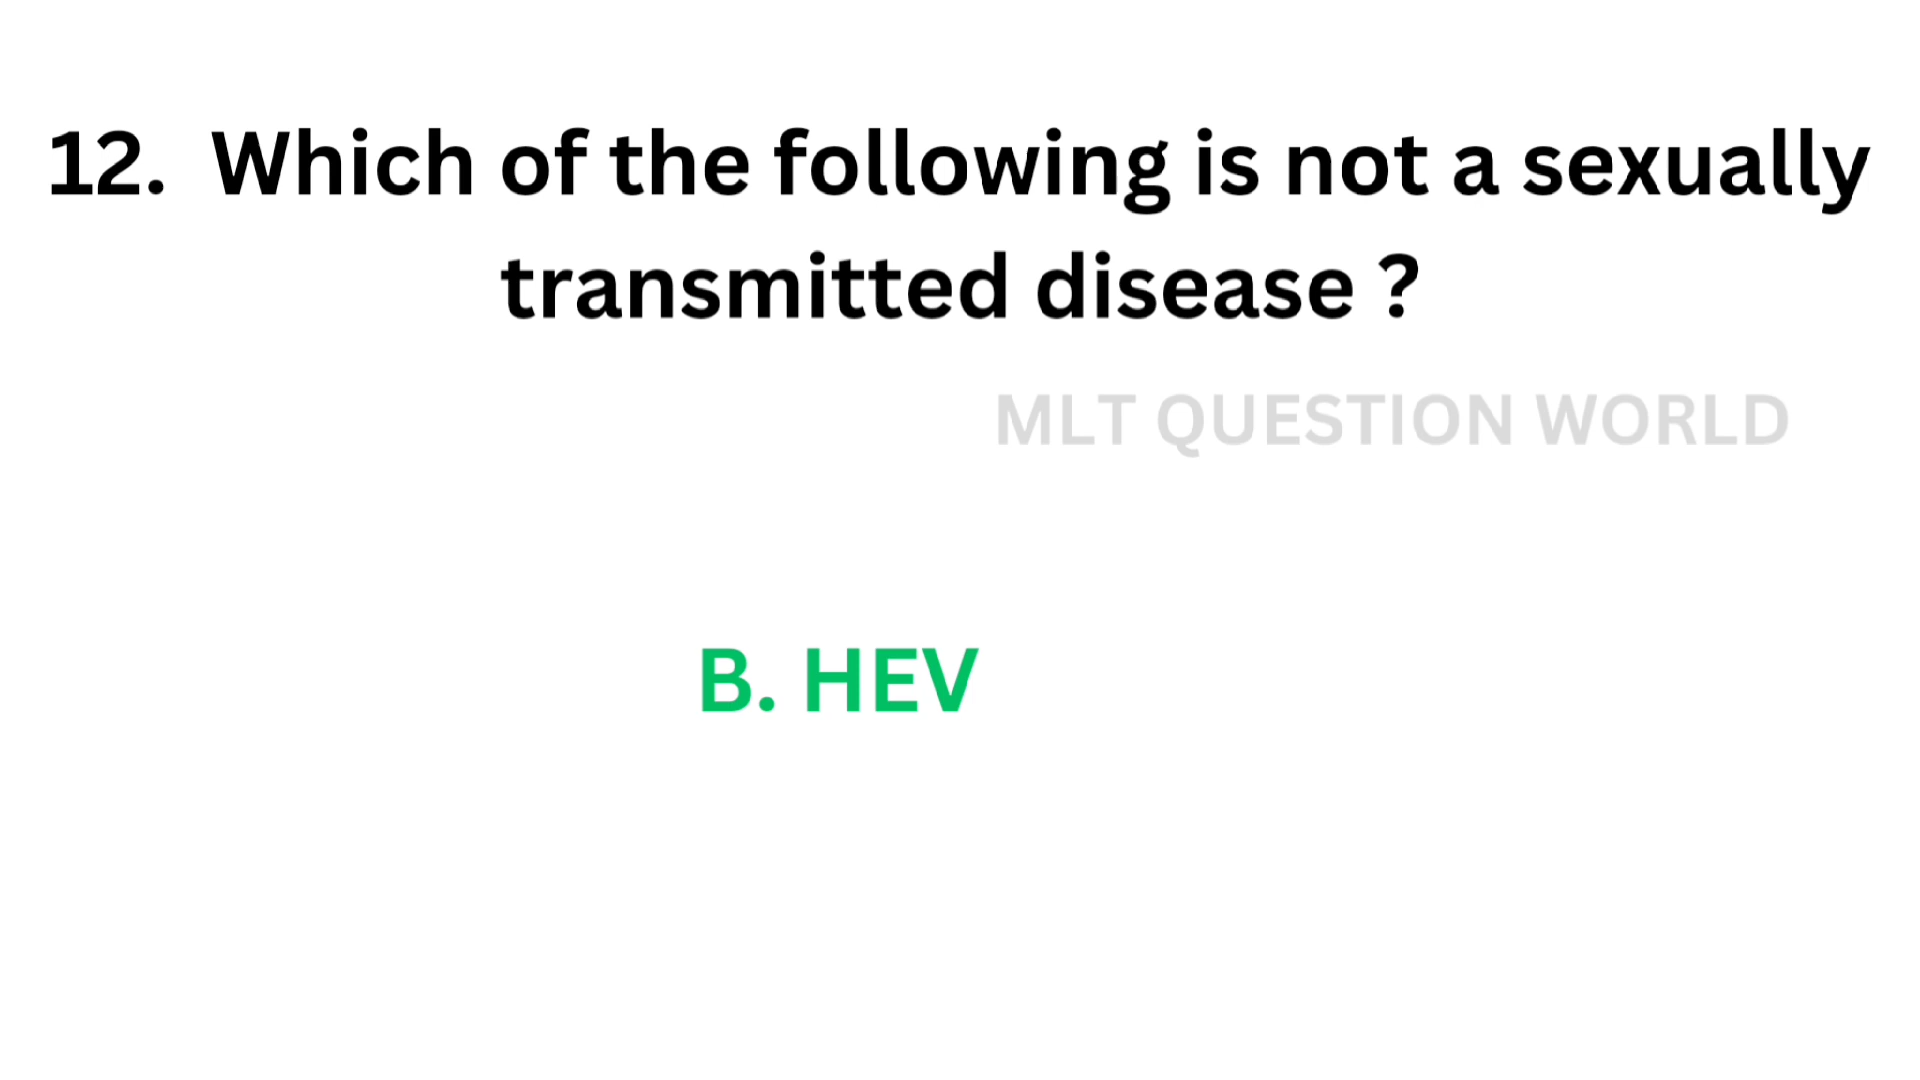 12. Which of the following is not a sexually
transmitted disease ?
MLT QUESTION WORLD
B. HEV